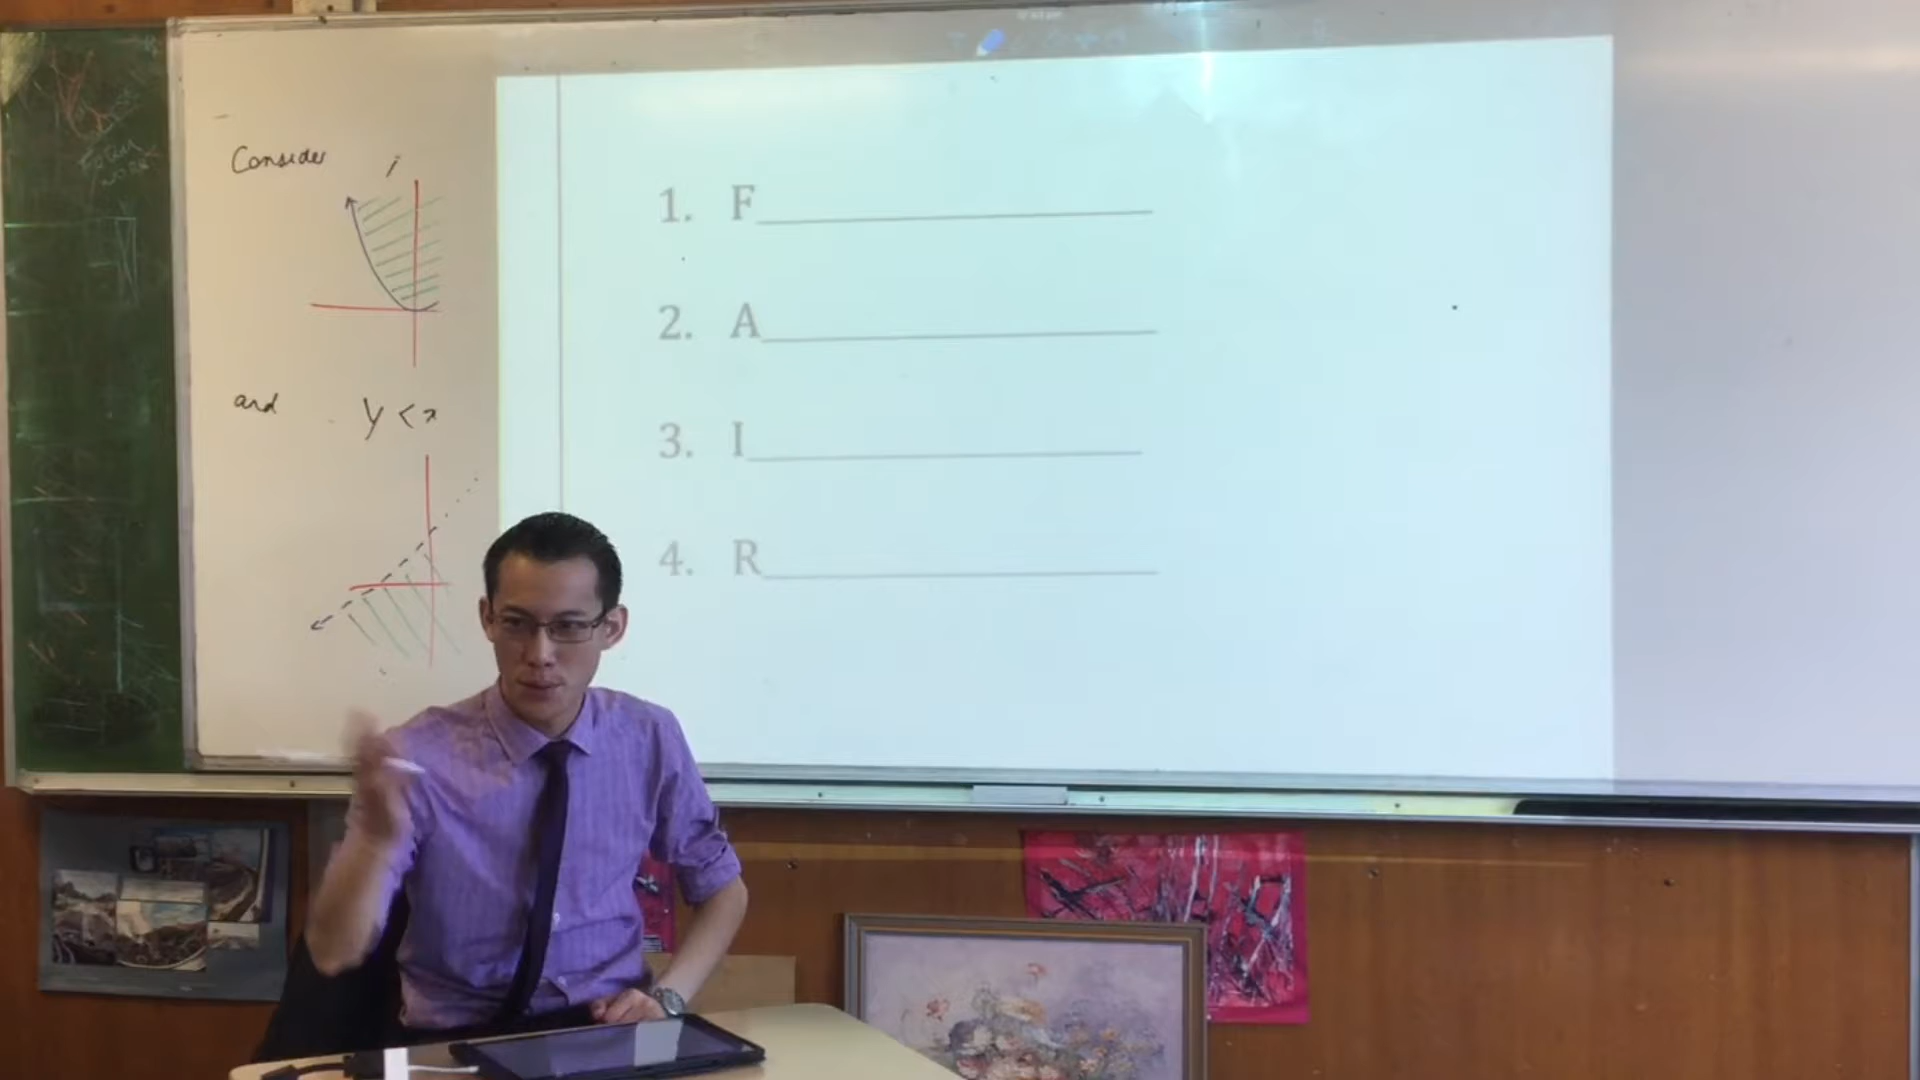 Consider
and y < x
1. F
2. A
3. I
4. R